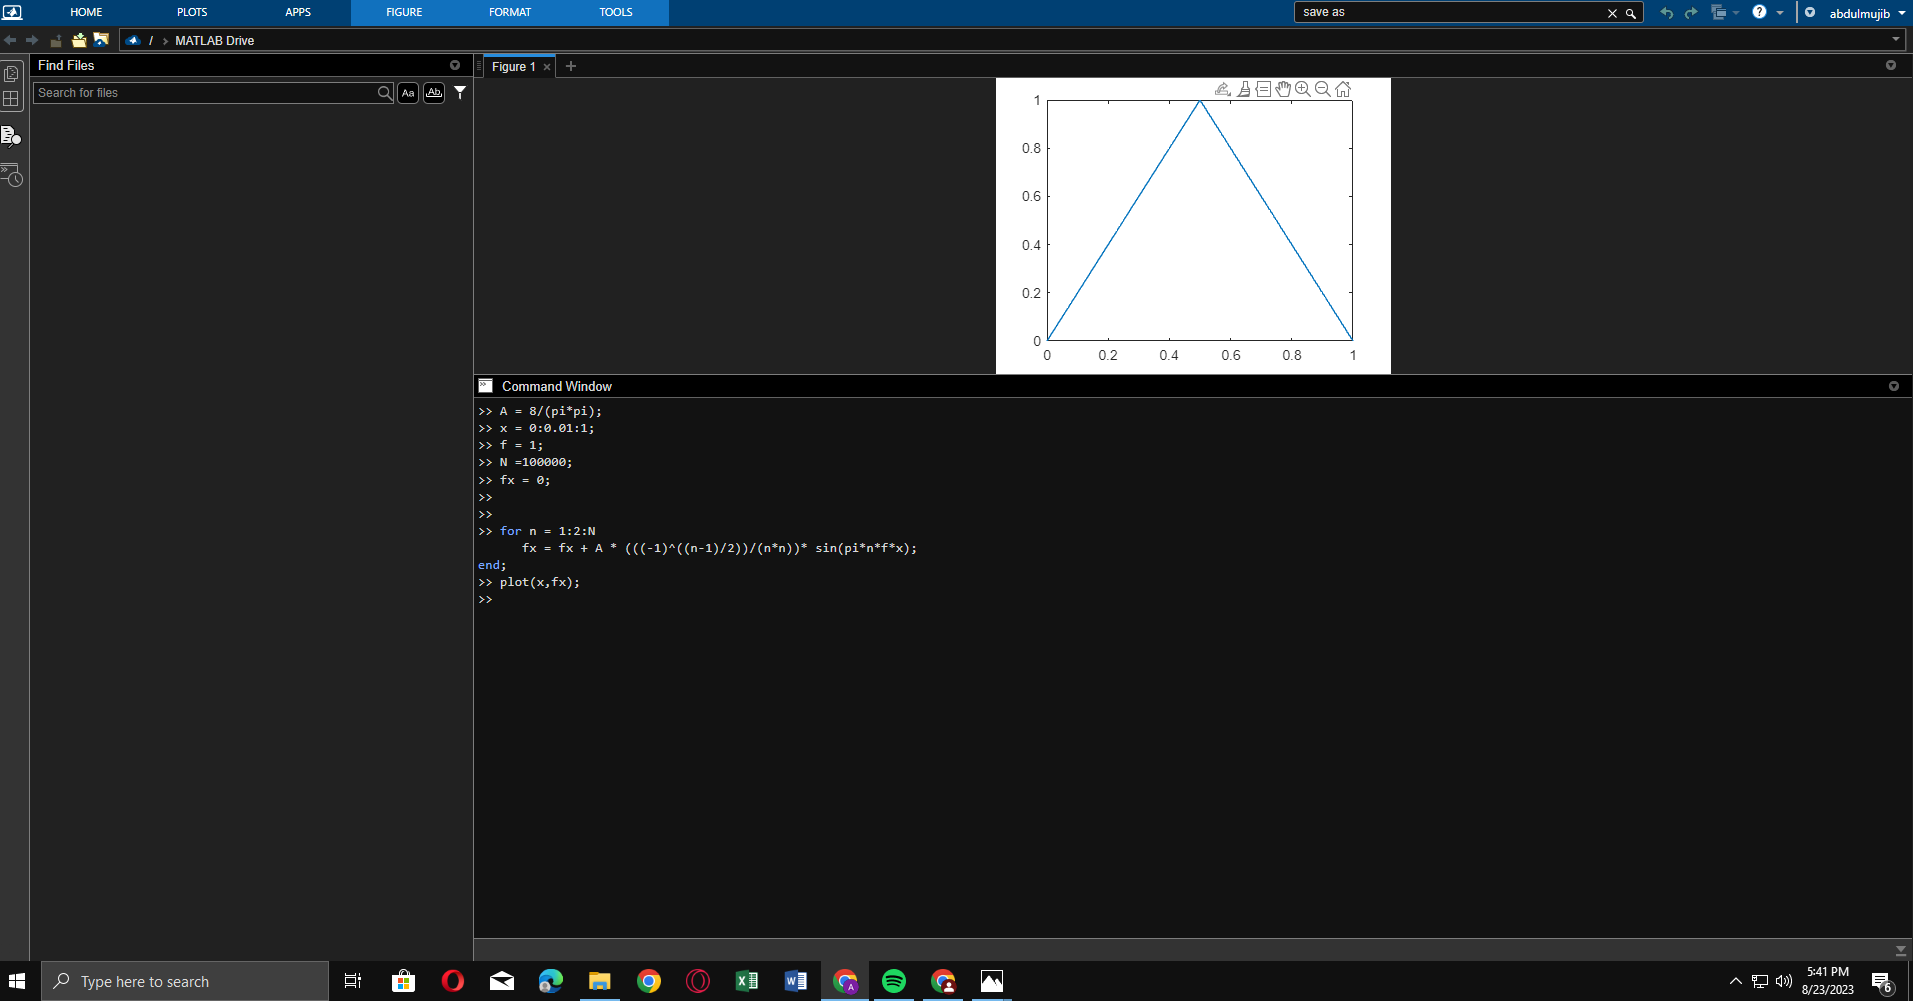 HOME PLOTS APPS FIGURE FORMAT TOOLS save as abdulmujib
/ › MATLAB Drive
Find Files
Search for files Aa Ab
Figure 1 × +
1
0.8
0.6
0.4
0.2
0
0 0.2 0.4 0.6 0.8 1
Command Window
>> A = 8/(pi*pi);
>> x = 0:0.01:1;
>> f = 1;
>> N =100000;
>> fx = 0;
>>
>>
>> for n = 1:2:N
fx = fx + A * (((-1)^((n-1)/2))/(n*n))* sin(pi*n*f*x);
end;
>> plot(x,fx);
>>
Type here to search
5:41 PM
8/23/2023
6